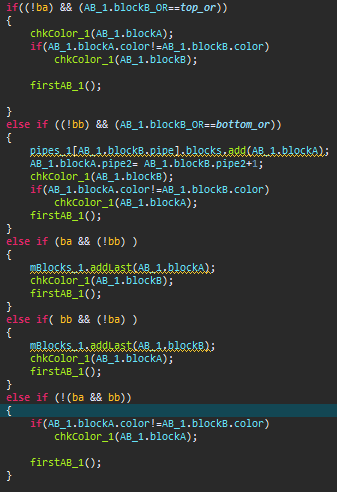 if((!ba) && (AB_1.blockB_OR==top_or))
{
chkColor_1(AB_1.blockA);
if(AB_1.blockA.color!=AB_1.blockB.color)
chkColor_1(AB_1.blockB);
firstAB_1();
}
else if ((!bb) && (AB_1.blockB_OR==bottom_or))
{
pipes_1[AB_1.blockB.pipe].blocks.add(AB_1.blockA);
AB_1.blockA.pipe2= AB_1.blockB.pipe2+1;
chkColor_1(AB_1.blockB);
if(AB_1.blockA.color!=AB_1.blockB.color)
chkColor_1(AB_1.blockA);
firstAB_1();
}
else if (ba && (!bb) )
{
mBlocks_1.addLast(AB_1.blockA);
chkColor_1(AB_1.blockB);
firstAB_1();
}
else if( bb && (!ba) )
{
mBlocks_1.addLast(AB_1.blockB);
chkColor_1(AB_1.blockA);
firstAB_1();
}
else if (!(ba && bb))
{
if(AB_1.blockA.color!=AB_1.blockB.color)
chkColor_1(AB_1.blockA);
firstAB_1();
}